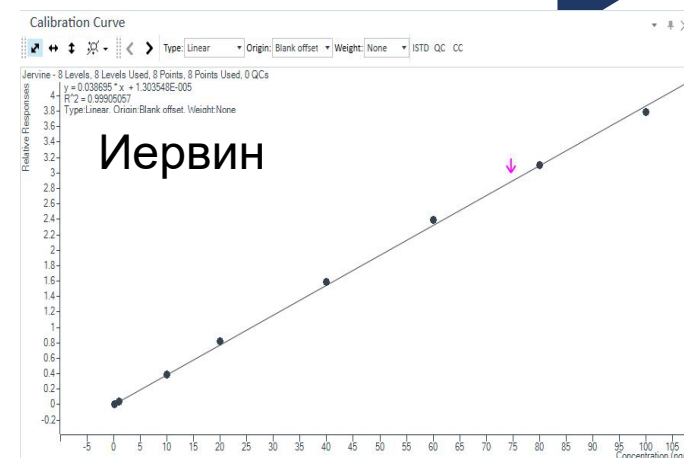 Calibration Curve
Type: Linear Origin: Blank offset Weight: None ISTD QC CC
Jervine - 8 Levels, 8 Levels Used, 8 Points, 8 Points Used, 0 QCs
y = 0.038695 * x + 1.303548E-005
R^2 = 0.99905057
Type:Linear, Origin:Blank offset, Weight:None
Иервин
Relative Responses
4
3.8
3.6
3.4
3.2
3
2.8
2.6
2.4
2.2
2
1.8
1.6
1.4
1.2
1
0.8
0.6
0.4
0.2
0
-0.2
-5 0 5 10 15 20 25 30 35 40 45 50 55 60 65 70 75 80 85 90 95 100 105
Concentration